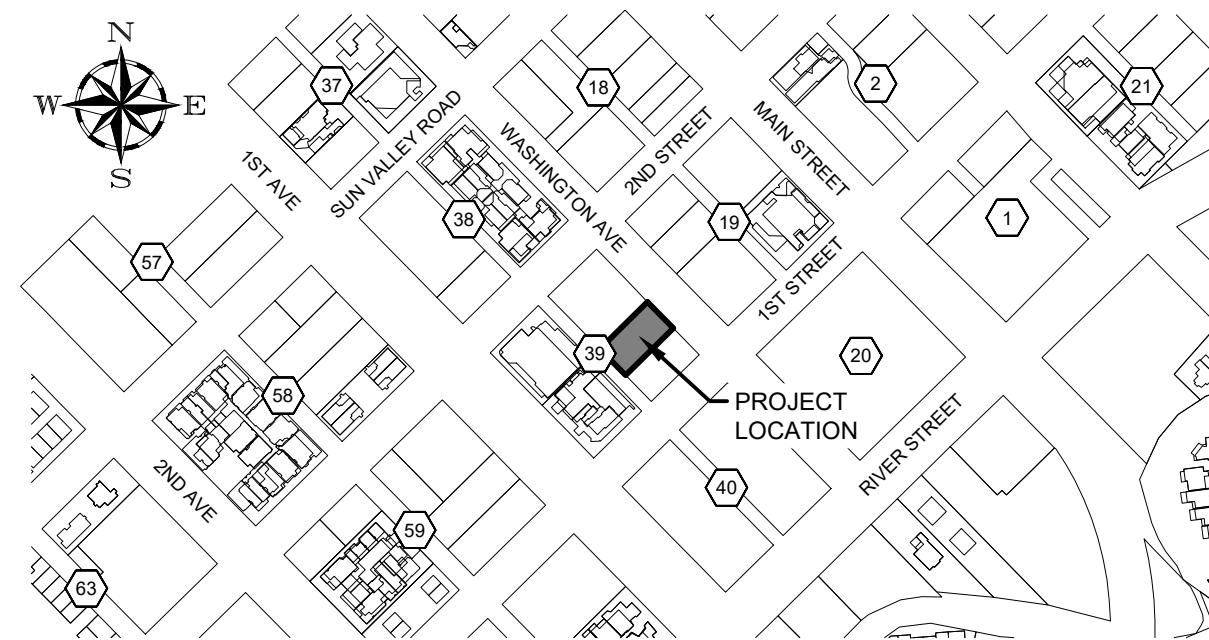 N
W
E
S
37
18
2
21
SUN VALLEY ROAD
WASHINGTON AVE
2ND STREET
MAIN STREET
1ST AVE
38
19
1
57
1ST STREET
39
20
58
PROJECT
LOCATION
RIVER STREET
2ND AVE
40
59
63